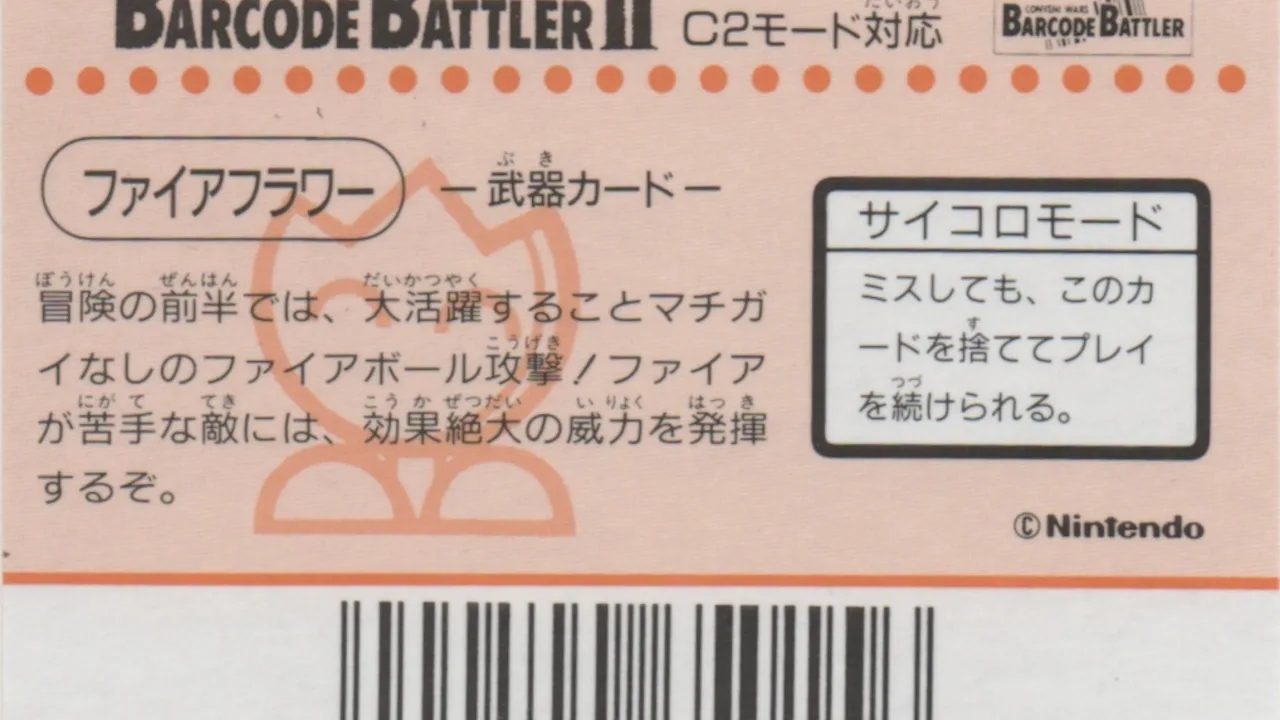 BARCODE BATTLER II C2モード対応
CONVENI WARS
BARCODE BATTLER
ファイアフラワー
ー武器カードー
サイコロモード
冒険の前半では、大活躍することマチガ
イなしのファイアボール攻撃!ファイア
が苦手な敵には、効果絶大の威力を発揮
するぞ。
ミスしても、このカ
ードを捨ててプレイ
を続けられる。
©Nintendo